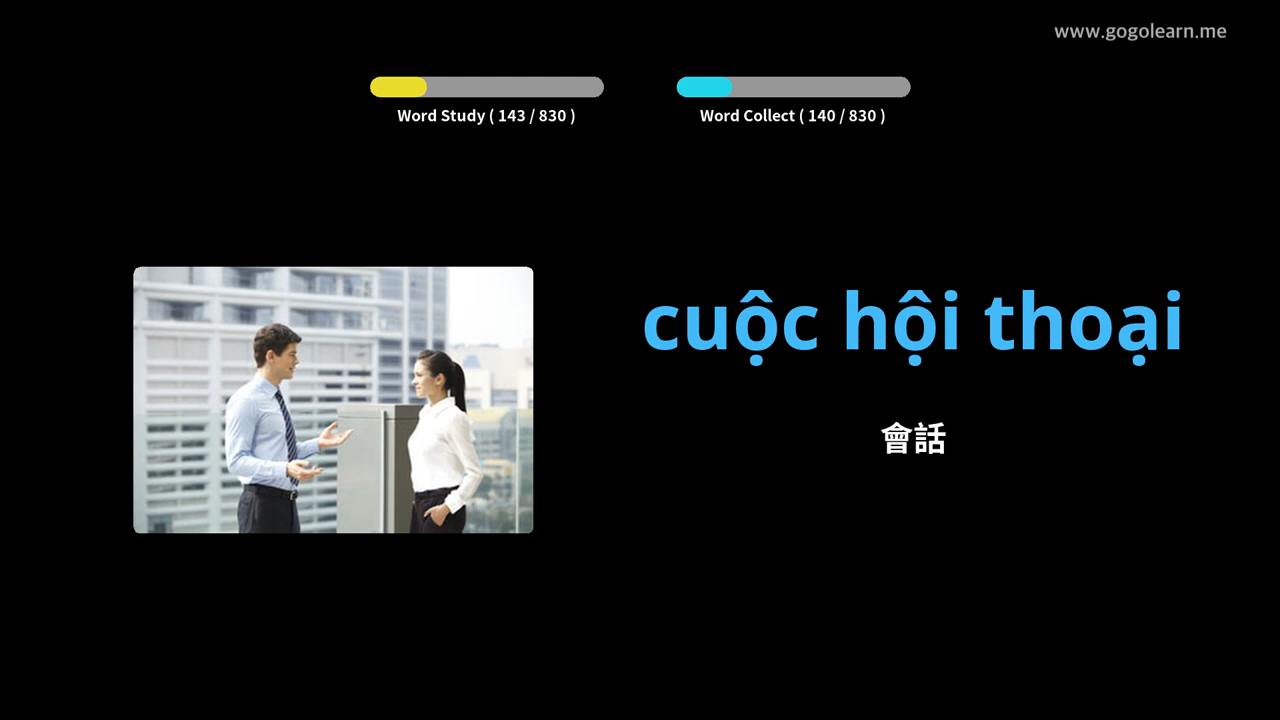 www.gogolearn.me
Word Study ( 143 / 830 )
Word Collect ( 140 / 830 )
cuộc hội thoại
會話